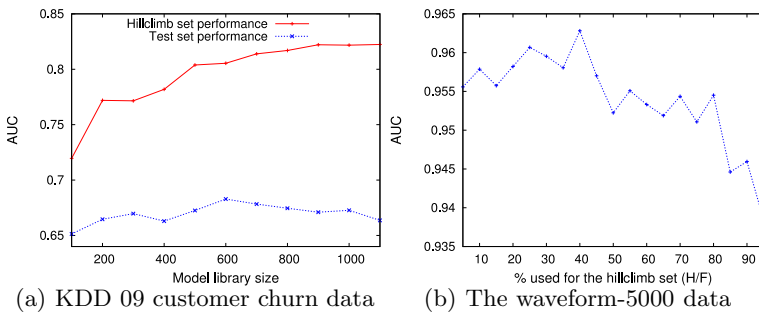 0.85
0.8
0.75
0.7
0.65
AUC
Hillclimb set performance
Test set performance
200 400 600 800 1000
Model library size
(a) KDD 09 customer churn data
0.965
0.96
0.955
0.95
0.945
0.94
0.935
AUC
10 20 30 40 50 60 70 80 90
% used for the hillclimb set (H/F)
(b) The waveform-5000 data